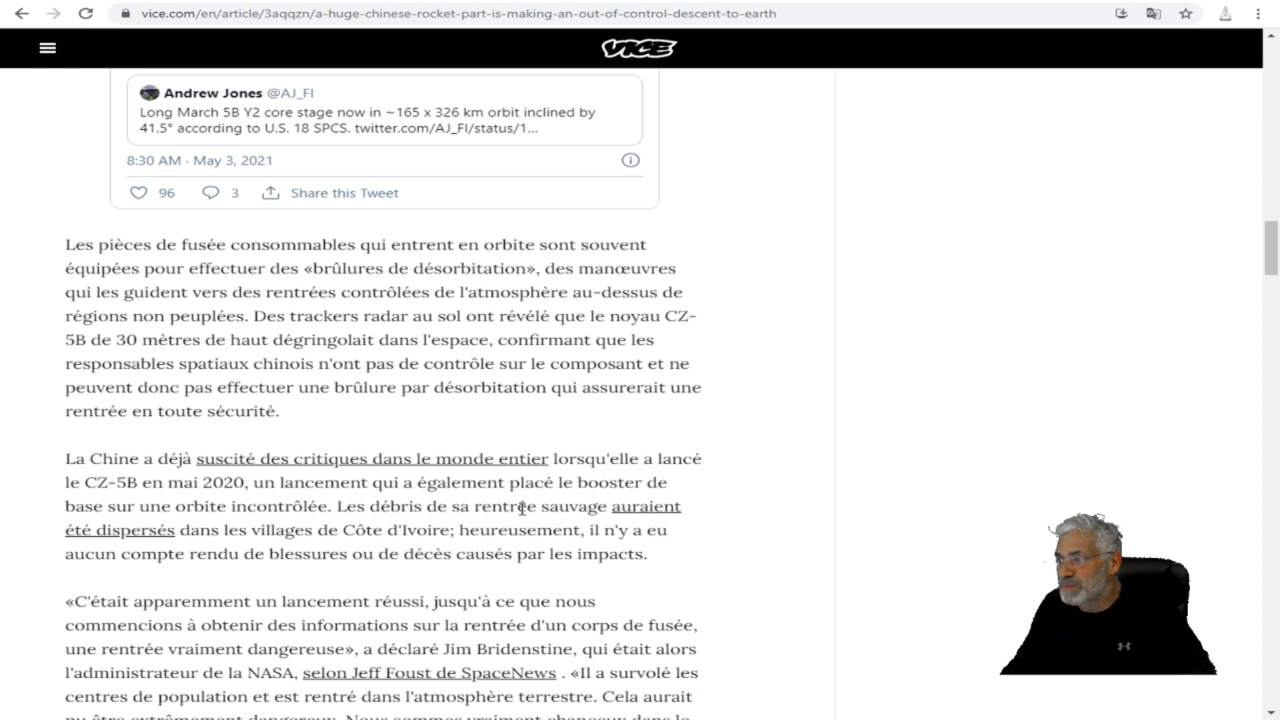 vice.com/en/article/3aqqzn/a-huge-chinese-rocket-part-is-making-an-out-of-control-descent-to-earth
VICE
Andrew Jones @AJ_FI
Long March 5B Y2 core stage now in ~165 x 326 km orbit inclined by
41.5° according to U.S. 18 SPCS. twitter.com/AJ_FI/status/1...
8:30 AM · May 3, 2021
96 3 Share this Tweet
Les pièces de fusée consommables qui entrent en orbite sont souvent
équipées pour effectuer des «brûlures de désorbitation», des manœuvres
qui les guident vers des rentrées contrôlées de l'atmosphère au-dessus de
régions non peuplées. Des trackers radar au sol ont révélé que le noyau CZ-
5B de 30 mètres de haut dégringolait dans l'espace, confirmant que les
responsables spatiaux chinois n'ont pas de contrôle sur le composant et ne
peuvent donc pas effectuer une brûlure par désorbitation qui assurerait une
rentrée en toute sécurité.
La Chine a déjà suscité des critiques dans le monde entier lorsqu'elle a lancé
le CZ-5B en mai 2020, un lancement qui a également placé le booster de
base sur une orbite incontrôlée. Les débris de sa rentrée sauvage auraient
été dispersés dans les villages de Côte d'Ivoire; heureusement, il n'y a eu
aucun compte rendu de blessures ou de décès causés par les impacts.
«C'était apparemment un lancement réussi, jusqu'à ce que nous
commencions à obtenir des informations sur la rentrée d'un corps de fusée,
une rentrée vraiment dangereuse», a déclaré Jim Bridenstine, qui était alors
l'administrateur de la NASA, selon Jeff Foust de SpaceNews . «Il a survolé les
centres de population et est rentré dans l'atmosphère terrestre. Cela aurait
pu être extrêmement dangereux. Nous sommes vraiment chanceux dans le